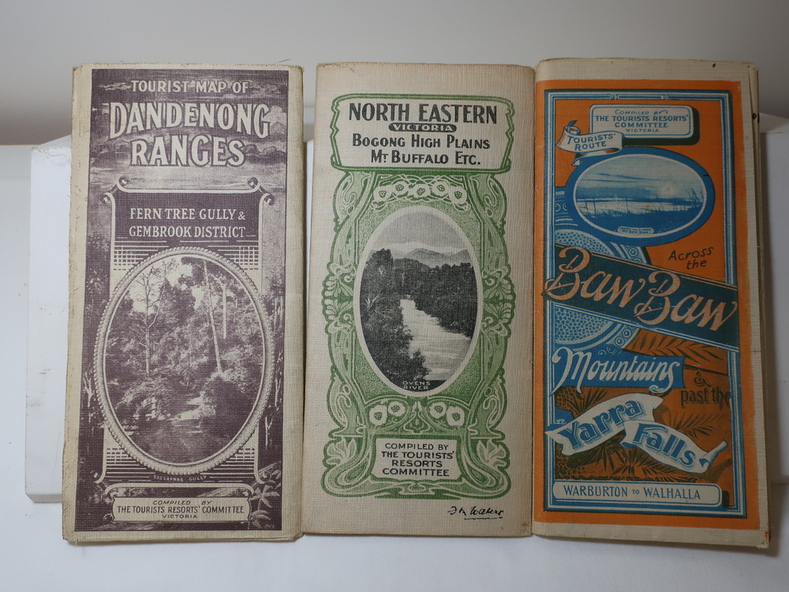 TOURIST MAP OF
DANDENONG
RANGES
FERN TREE GULLY &
GEMBROOK DISTRICT
SASSAFRAS GULLY
COMPILED BY
THE TOURISTS RESORTS' COMMITTEE
VICTORIA
NORTH EASTERN
VICTORIA
BOGONG HIGH PLAINS
MT BUFFALO ETC.
OVENS
RIVER
COMPILED BY
THE TOURISTS'
RESORTS
COMMITTEE
COMPILED BY
THE TOURISTS RESORTS'
COMMITTEE
VICTORIA
TOURISTS'
ROUTE
Across
the
Baw Baw
Mountains
& past the
Yarra
Falls
WARBURTON TO WALHALLA